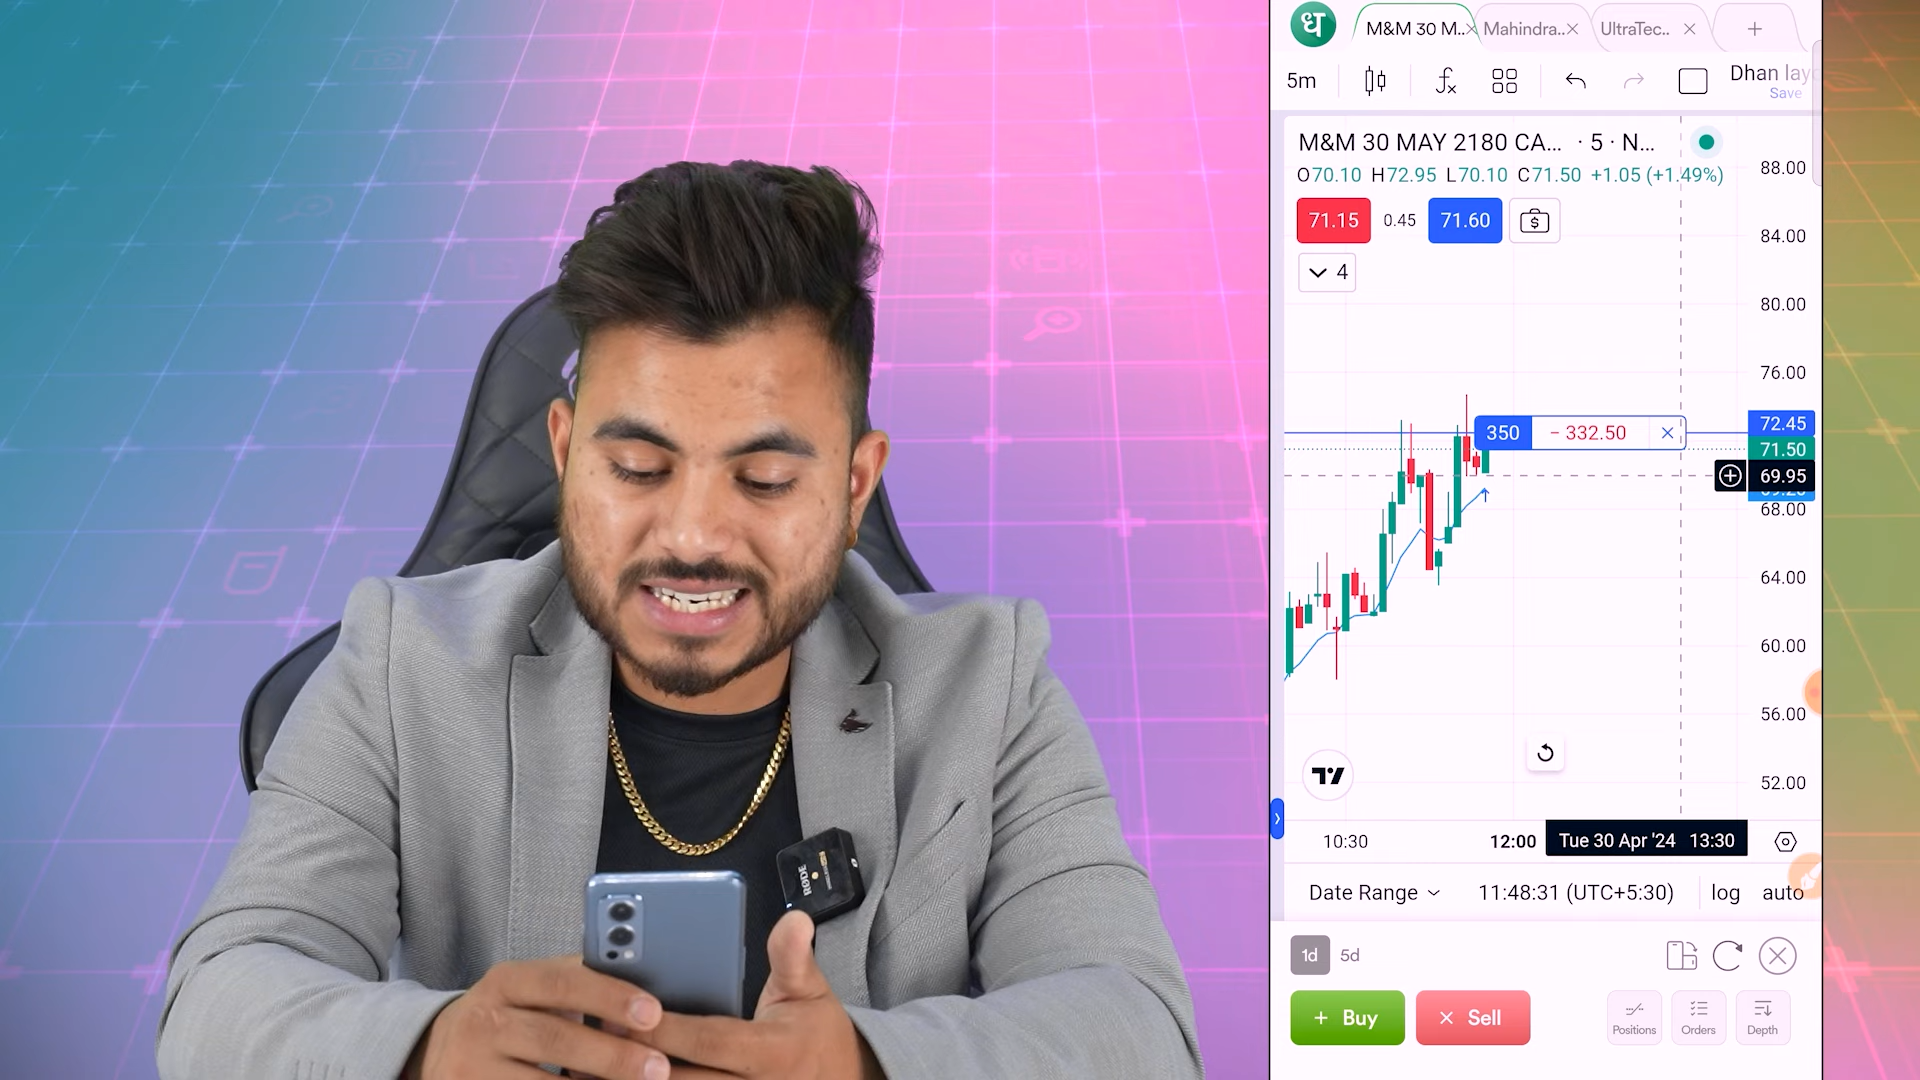 ध
M&M 30 M..× Mahindra..× UltraTec.. × +
5m
Dhan lay
Save
M&M 30 MAY 2180 CA... · 5 · N...
O70.10 H72.95 L70.10 C71.50 +1.05 (+1.49%)
71.15 0.45 71.60
4
88.00
84.00
80.00
76.00
350 − 332.50 ×
72.45
71.50
69.95
68.00
64.00
60.00
56.00
52.00
10:30 12:00 Tue 30 Apr '24 13:30
Date Range 11:48:31 (UTC+5:30) log auto
1d 5d
+ Buy × Sell
Positions Orders Depth
RØDE